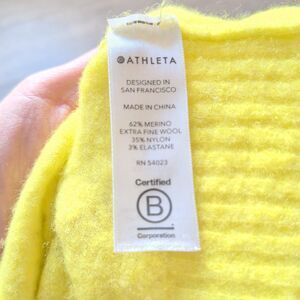 ATHLETA
DESIGNED IN
SAN FRANCISCO
MADE IN CHINA
62% MERINO
EXTRA FINE WOOL
35% NYLON
3% ELASTANE
RN 54023
Certified
B
Corporation